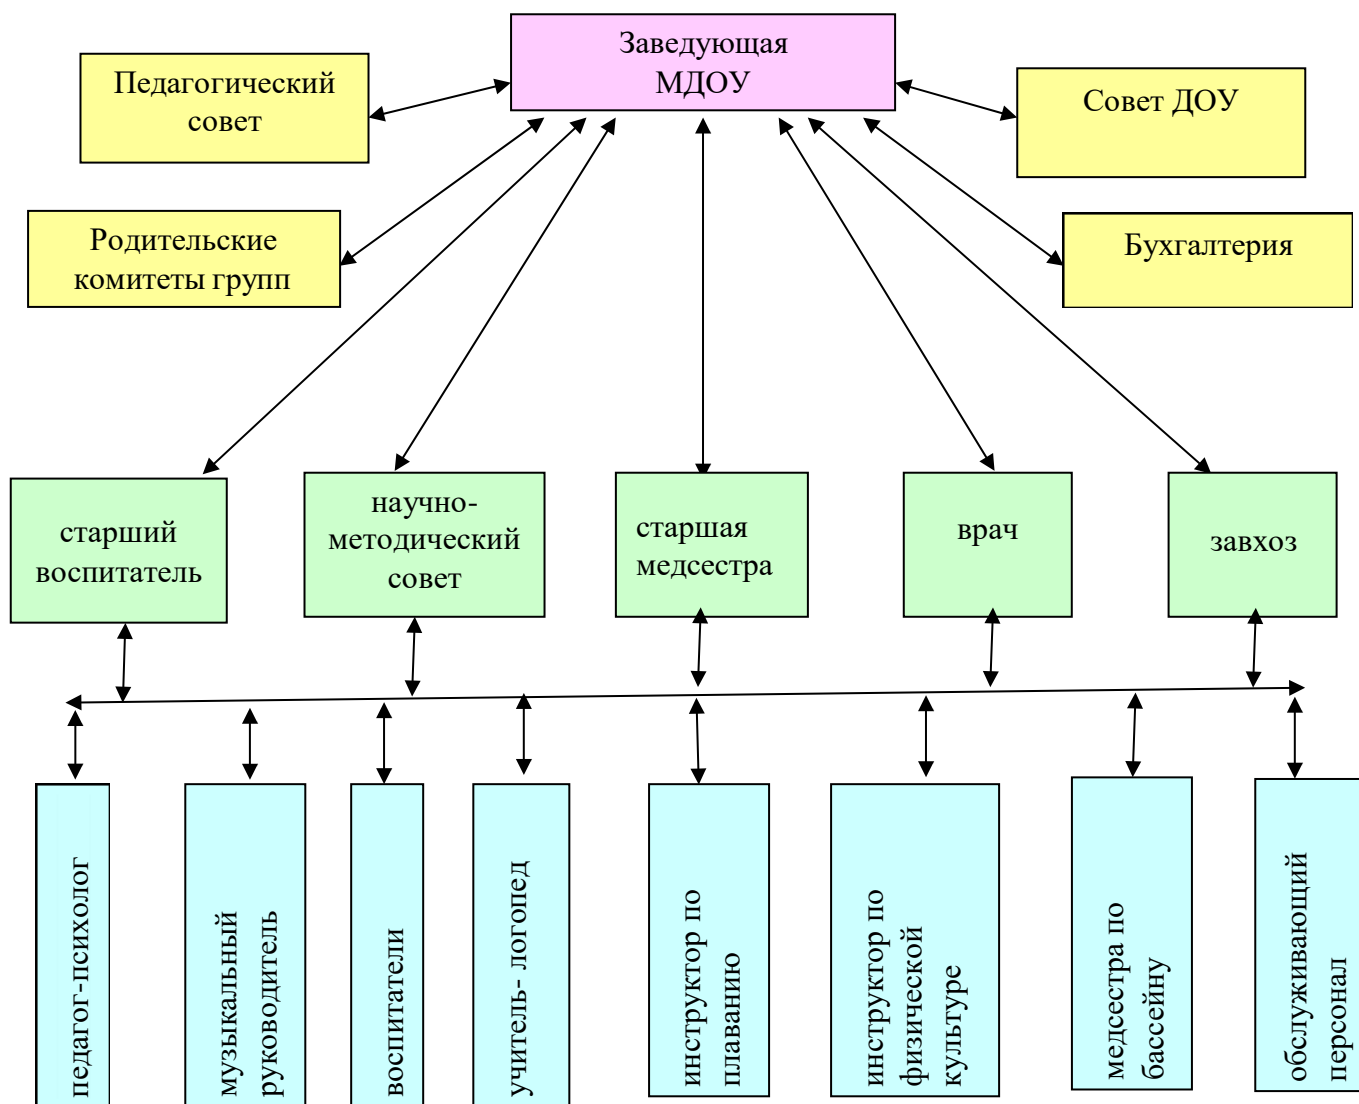 Заведующая
МДОУ
Педагогический
совет
Совет ДОУ
Родительские
комитеты групп
Бухгалтерия
старший
воспитатель
научно-
методический
совет
старшая
медсестра
врач
завхоз
педагог-психолог
музыкальный
руководитель
воспитатели
учитель- логопед
инструктор по
плаванию
инструктор по
физической
культуре
медсестра по
бассейну
обслуживающий
персонал